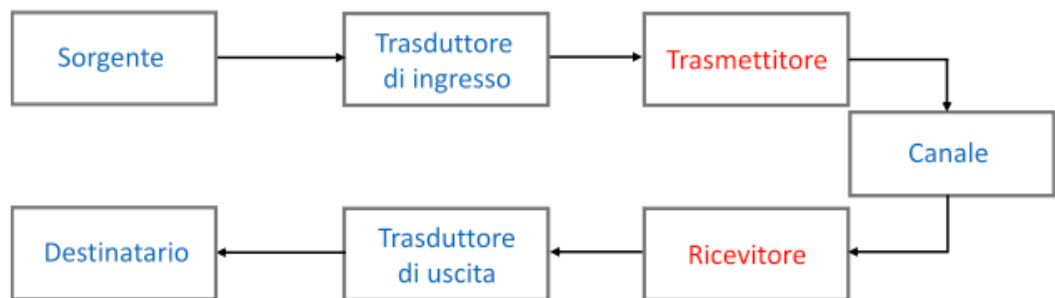 Sorgente
Trasduttore
di ingresso
Trasmettitore
Canale
Destinatario
Trasduttore
di uscita
Ricevitore